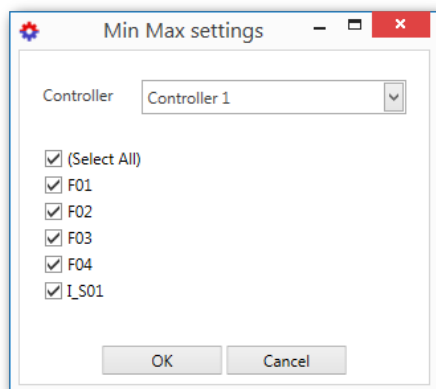 Min Max settings
Controller Controller 1
(Select All)
F01
F02
F03
F04
I_S01
OK Cancel